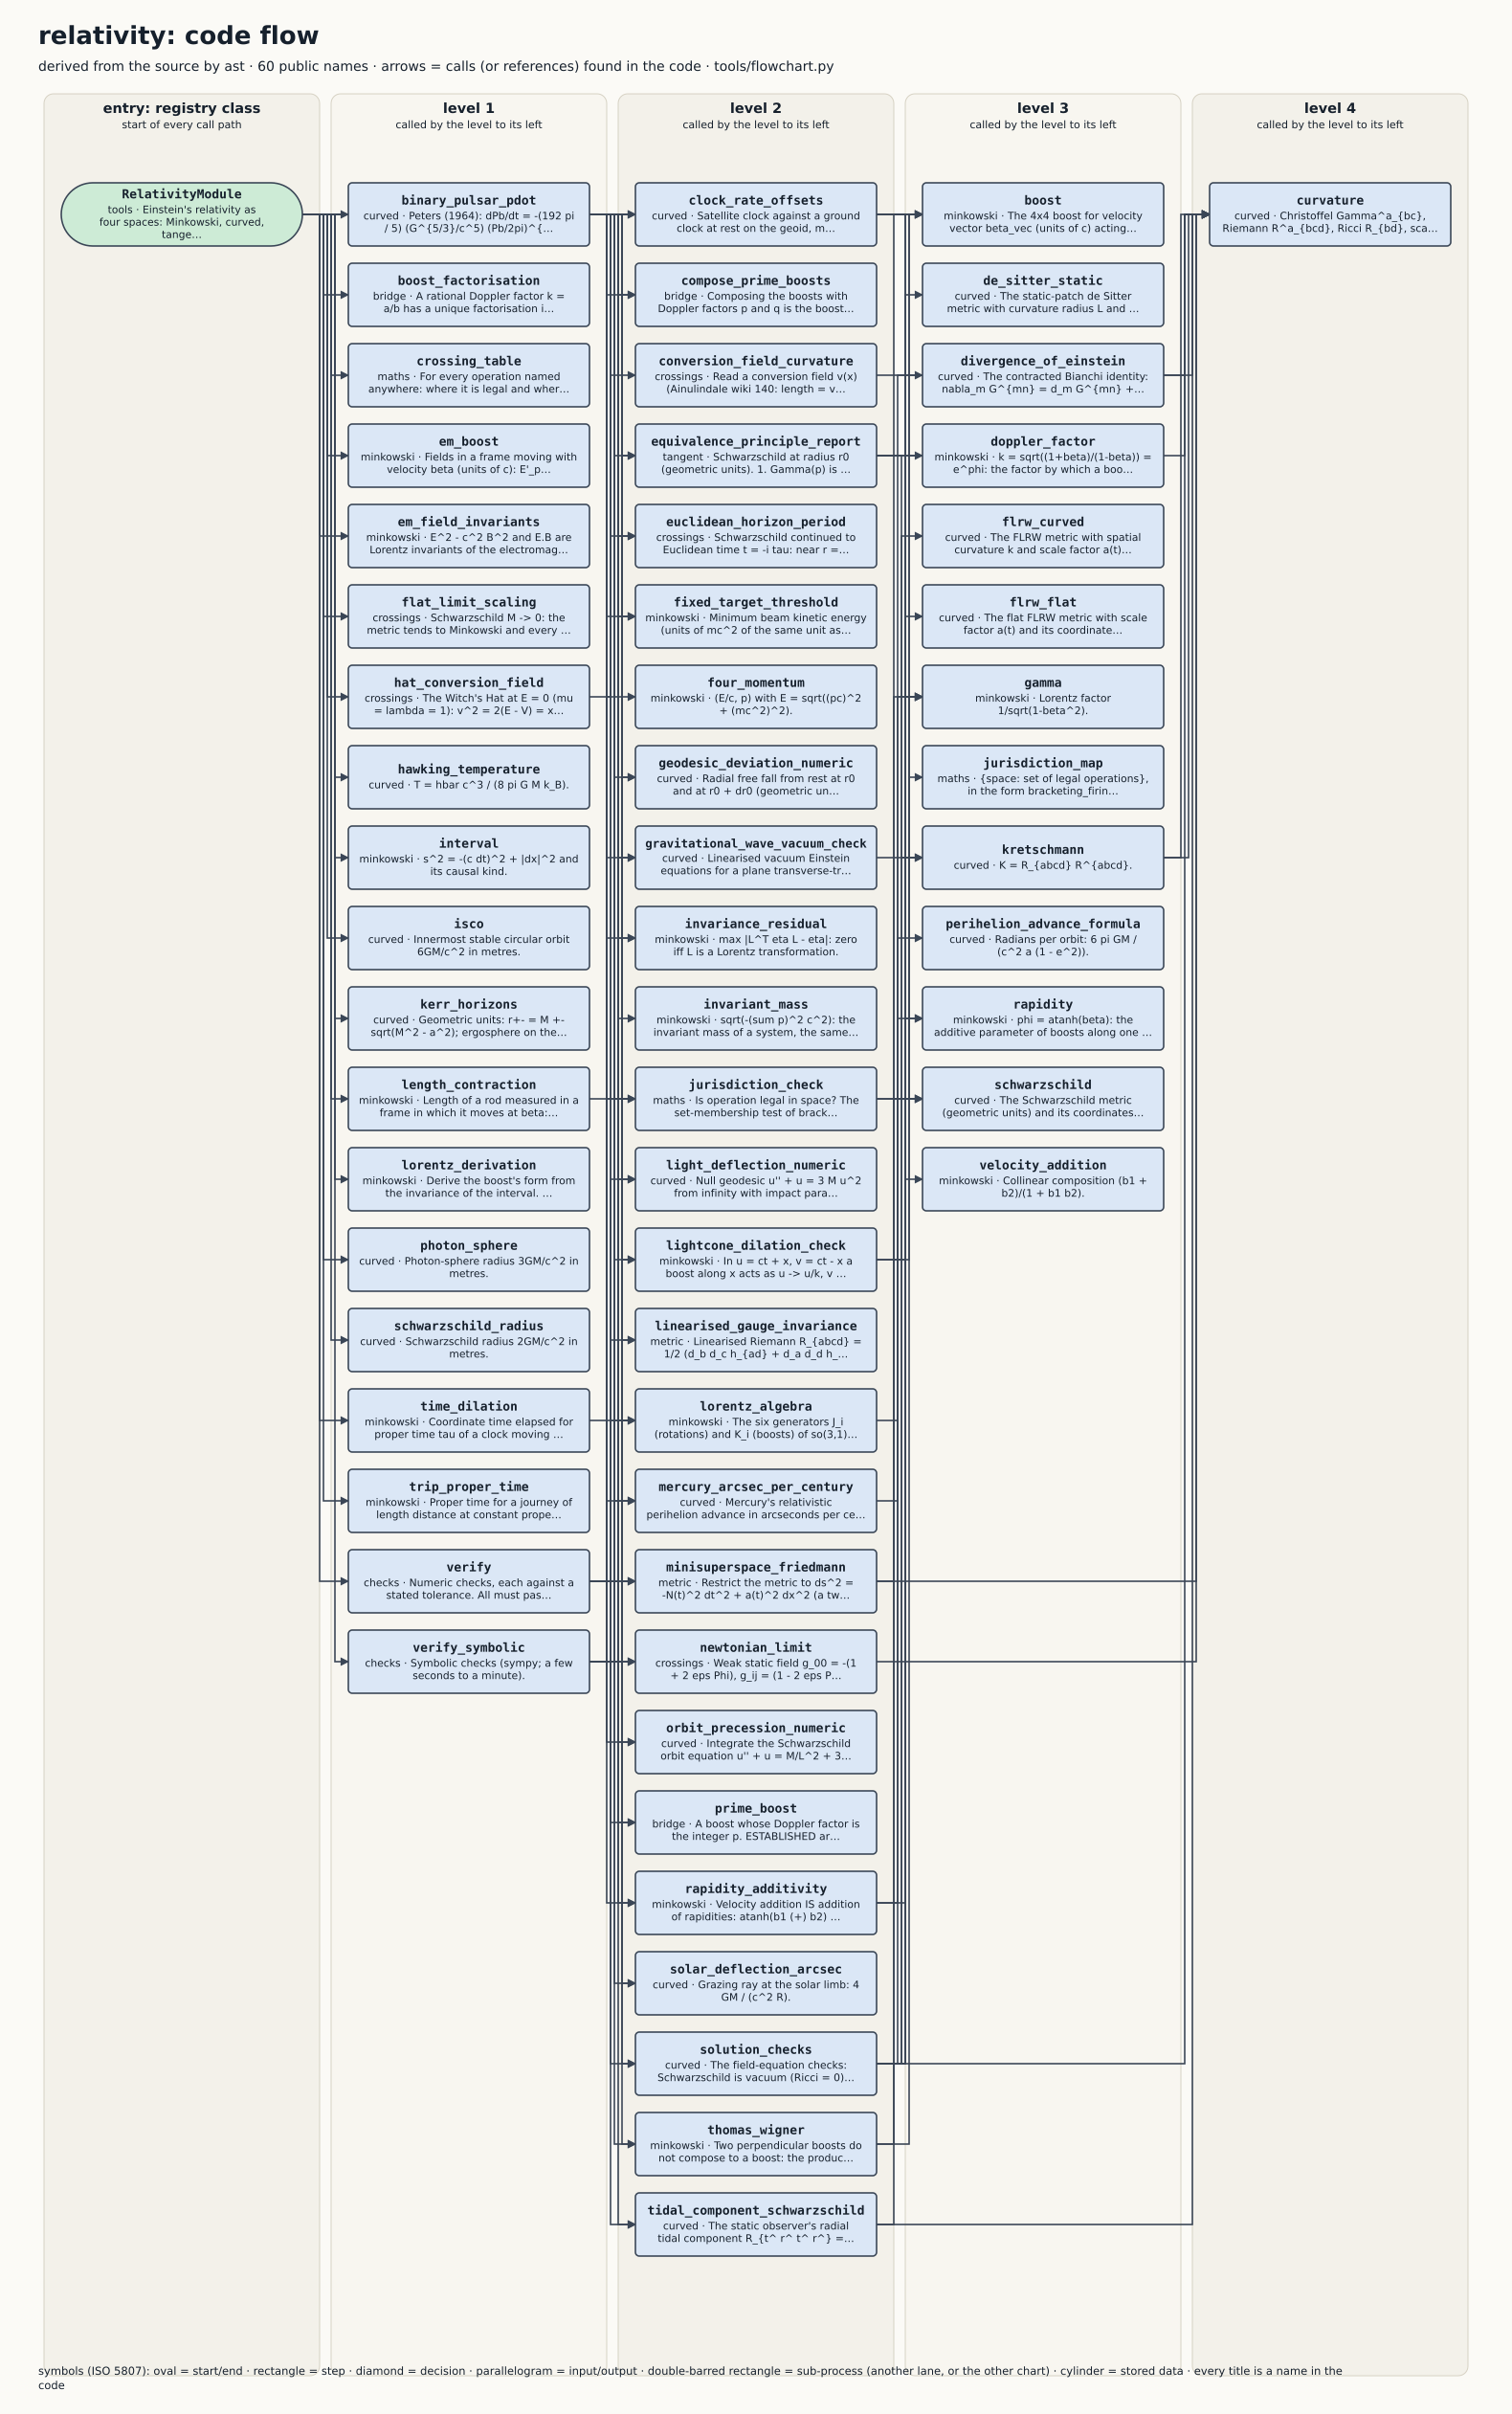 relativity: code flow
derived from the source by ast · 60 public names · arrows = calls (or references) found in the code · tools/flowchart.py
entry: registry class
start of every call path
RelativityModule
tools · Einstein's relativity as
four spaces: Minkowski, curved,
tange…
level 1
called by the level to its left
binary_pulsar_pdot
curved · Peters (1964): dPb/dt = -(192 pi
/ 5) (G^{5/3}/c^5) (Pb/2pi)^{…
boost_factorisation
bridge · A rational Doppler factor k =
a/b has a unique factorisation i…
crossing_table
maths · For every operation named
anywhere: where it is legal and wher…
em_boost
minkowski · Fields in a frame moving with
velocity beta (units of c): E'_p…
em_field_invariants
minkowski · E^2 - c^2 B^2 and E.B are
Lorentz invariants of the electromag…
flat_limit_scaling
crossings · Schwarzschild M -> 0: the
metric tends to Minkowski and every …
hat_conversion_field
crossings · The Witch's Hat at E = 0 (mu
= lambda = 1): v^2 = 2(E - V) = x…
hawking_temperature
curved · T = hbar c^3 / (8 pi G M k_B).
interval
minkowski · s^2 = -(c dt)^2 + |dx|^2 and
its causal kind.
isco
curved · Innermost stable circular orbit
6GM/c^2 in metres.
kerr_horizons
curved · Geometric units: r+- = M +-
sqrt(M^2 - a^2); ergosphere on the…
length_contraction
minkowski · Length of a rod measured in a
frame in which it moves at beta:…
lorentz_derivation
minkowski · Derive the boost's form from
the invariance of the interval. …
photon_sphere
curved · Photon-sphere radius 3GM/c^2 in
metres.
schwarzschild_radius
curved · Schwarzschild radius 2GM/c^2 in
metres.
time_dilation
minkowski · Coordinate time elapsed for
proper time tau of a clock moving …
trip_proper_time
minkowski · Proper time for a journey of
length distance at constant prope…
verify
checks · Numeric checks, each against a
stated tolerance. All must pas…
verify_symbolic
checks · Symbolic checks (sympy; a few
seconds to a minute).
level 2
called by the level to its left
clock_rate_offsets
curved · Satellite clock against a ground
clock at rest on the geoid, m…
compose_prime_boosts
bridge · Composing the boosts with
Doppler factors p and q is the boost…
conversion_field_curvature
crossings · Read a conversion field v(x)
(Ainulindale wiki 140: length = v…
equivalence_principle_report
tangent · Schwarzschild at radius r0
(geometric units). 1. Gamma(p) is …
euclidean_horizon_period
crossings · Schwarzschild continued to
Euclidean time t = -i tau: near r =…
fixed_target_threshold
minkowski · Minimum beam kinetic energy
(units of mc^2 of the same unit as…
four_momentum
minkowski · (E/c, p) with E = sqrt((pc)^2
+ (mc^2)^2).
geodesic_deviation_numeric
curved · Radial free fall from rest at r0
and at r0 + dr0 (geometric un…
gravitational_wave_vacuum_check
curved · Linearised vacuum Einstein
equations for a plane transverse-tr…
invariance_residual
minkowski · max |L^T eta L - eta|: zero
iff L is a Lorentz transformation.
invariant_mass
minkowski · sqrt(-(sum p)^2 c^2): the
invariant mass of a system, the same…
jurisdiction_check
maths · Is operation legal in space? The
set-membership test of brack…
light_deflection_numeric
curved · Null geodesic u'' + u = 3 M u^2
from infinity with impact para…
lightcone_dilation_check
minkowski · In u = ct + x, v = ct - x a
boost along x acts as u -> u/k, v …
linearised_gauge_invariance
metric · Linearised Riemann R_{abcd} =
1/2 (d_b d_c h_{ad} + d_a d_d h_…
lorentz_algebra
minkowski · The six generators J_i
(rotations) and K_i (boosts) of so(3,1)…
mercury_arcsec_per_century
curved · Mercury's relativistic
perihelion advance in arcseconds per ce…
minisuperspace_friedmann
metric · Restrict the metric to ds^2 =
-N(t)^2 dt^2 + a(t)^2 dx^2 (a tw…
newtonian_limit
crossings · Weak static field g_00 = -(1
+ 2 eps Phi), g_ij = (1 - 2 eps P…
orbit_precession_numeric
curved · Integrate the Schwarzschild
orbit equation u'' + u = M/L^2 + 3…
prime_boost
bridge · A boost whose Doppler factor is
the integer p. ESTABLISHED ar…
rapidity_additivity
minkowski · Velocity addition IS addition
of rapidities: atanh(b1 (+) b2) …
solar_deflection_arcsec
curved · Grazing ray at the solar limb: 4
GM / (c^2 R).
solution_checks
curved · The field-equation checks:
Schwarzschild is vacuum (Ricci = 0)…
thomas_wigner
minkowski · Two perpendicular boosts do
not compose to a boost: the produc…
tidal_component_schwarzschild
curved · The static observer's radial
tidal component R_{t^ r^ t^ r^} =…
level 3
called by the level to its left
boost
minkowski · The 4x4 boost for velocity
vector beta_vec (units of c) acting…
de_sitter_static
curved · The static-patch de Sitter
metric with curvature radius L and …
divergence_of_einstein
curved · The contracted Bianchi identity:
nabla_m G^{mn} = d_m G^{mn} +…
doppler_factor
minkowski · k = sqrt((1+beta)/(1-beta)) =
e^phi: the factor by which a boo…
flrw_curved
curved · The FLRW metric with spatial
curvature k and scale factor a(t)…
flrw_flat
curved · The flat FLRW metric with scale
factor a(t) and its coordinate…
gamma
minkowski · Lorentz factor
1/sqrt(1-beta^2).
jurisdiction_map
maths · {space: set of legal operations},
in the form bracketing_firin…
kretschmann
curved · K = R_{abcd} R^{abcd}.
perihelion_advance_formula
curved · Radians per orbit: 6 pi GM /
(c^2 a (1 - e^2)).
rapidity
minkowski · phi = atanh(beta): the
additive parameter of boosts along one …
schwarzschild
curved · The Schwarzschild metric
(geometric units) and its coordinates…
velocity_addition
minkowski · Collinear composition (b1 +
b2)/(1 + b1 b2).
level 4
called by the level to its left
curvature
curved · Christoffel Gamma^a_{bc},
Riemann R^a_{bcd}, Ricci R_{bd}, sca…
symbols (ISO 5807): oval = start/end · rectangle = step · diamond = decision · parallelogram = input/output · double-barred rectangle = sub-process (another lane, or the other chart) · cylinder = stored data · every title is a name in the
code